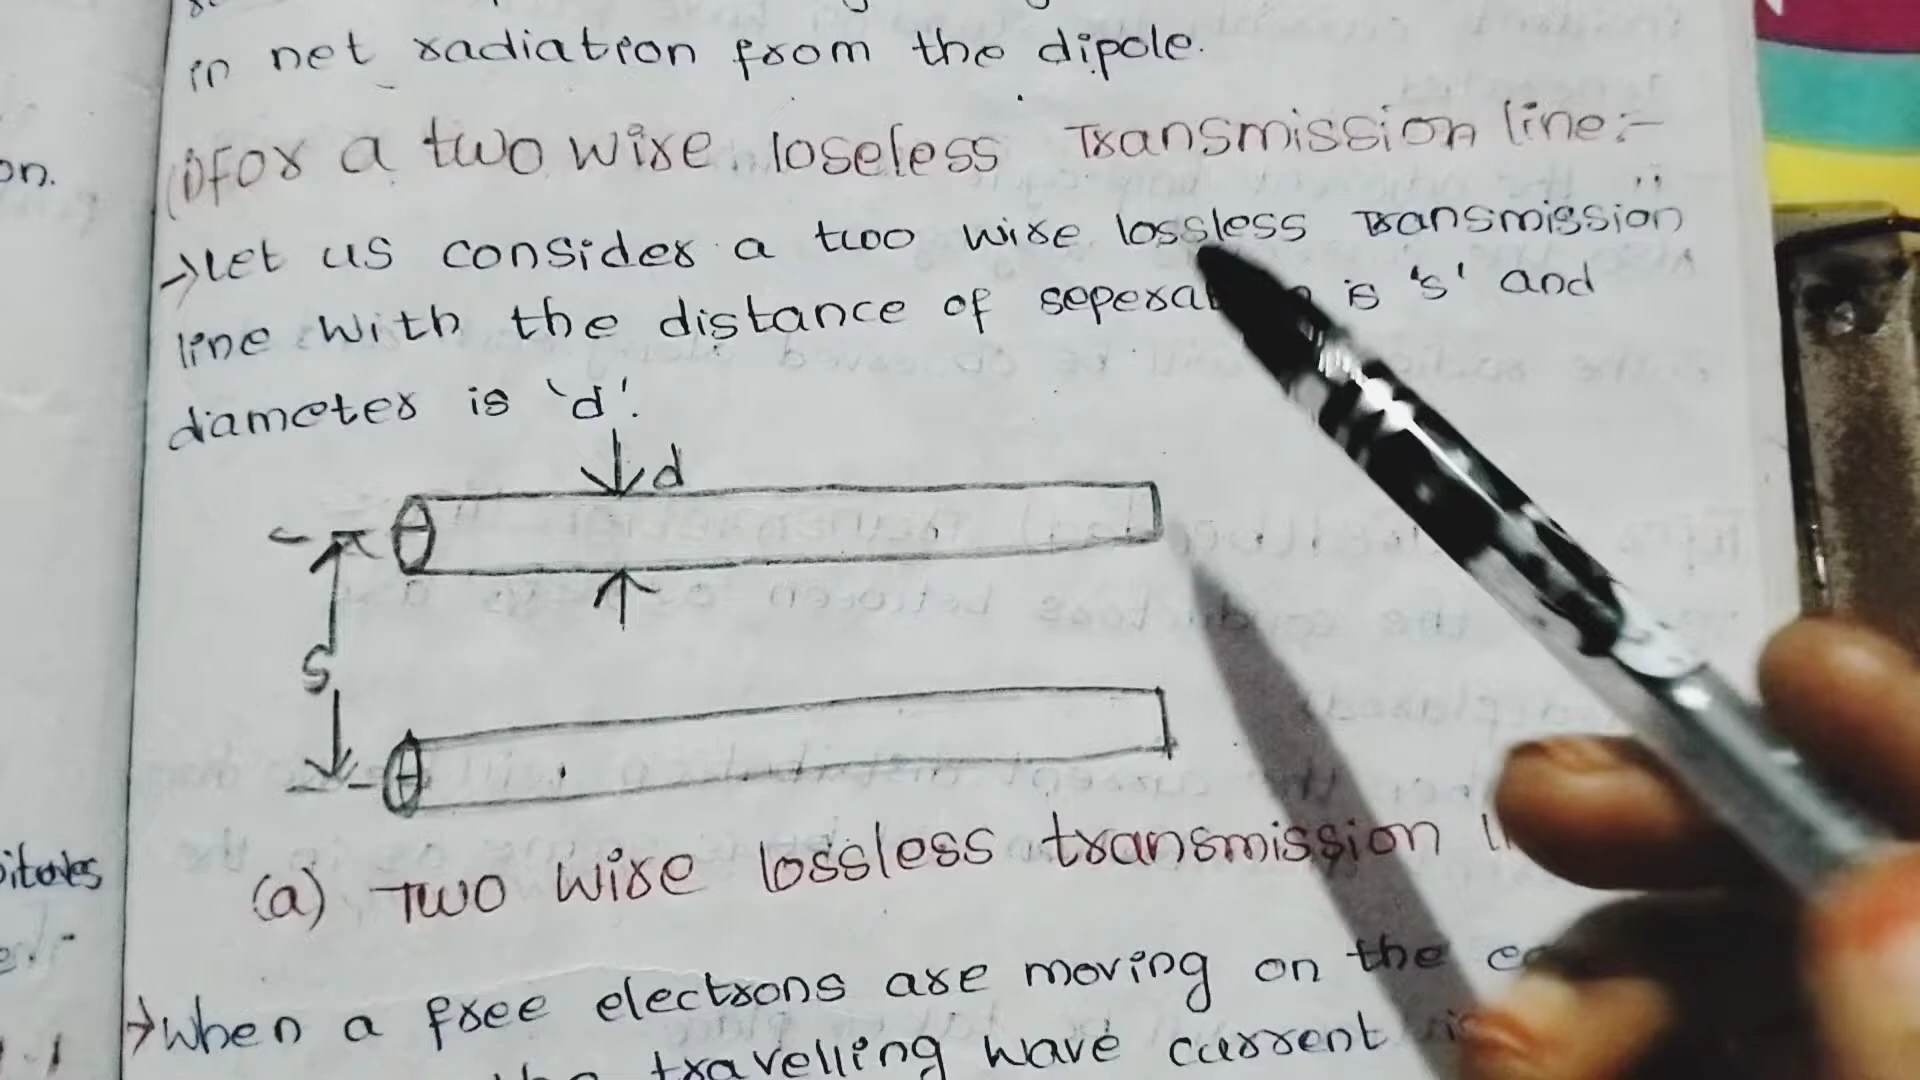 in net radiation from the dipole.
(i) For a two wire loseless Transmission line:-
→ Let us consider a two wire lossless Transmission
line with the distance of is 's' and
diameter is 'd'.
d
s
(a) Two wire lossless transmission
→ When a free electrons are moving on the
travelling wave current is
on.